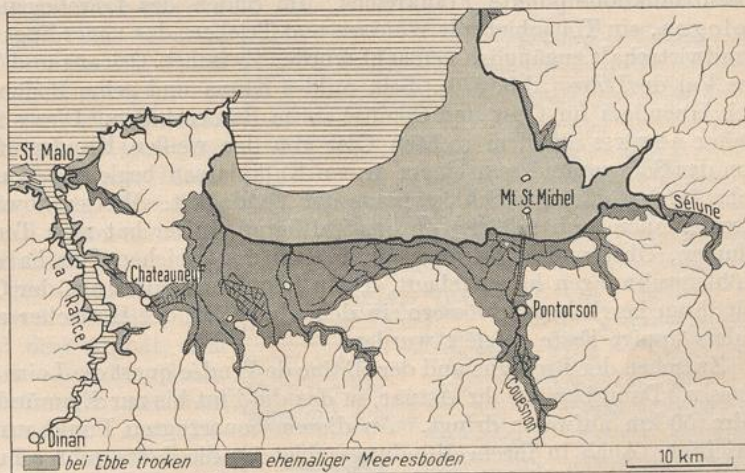 St. Malo
Mt. St. Michel
Sélune
Chateauneuf
La Rance
Pontorson
Couesnon
Dinan
bei Ebbe trocken
ehemaliger Meeresboden
10 km